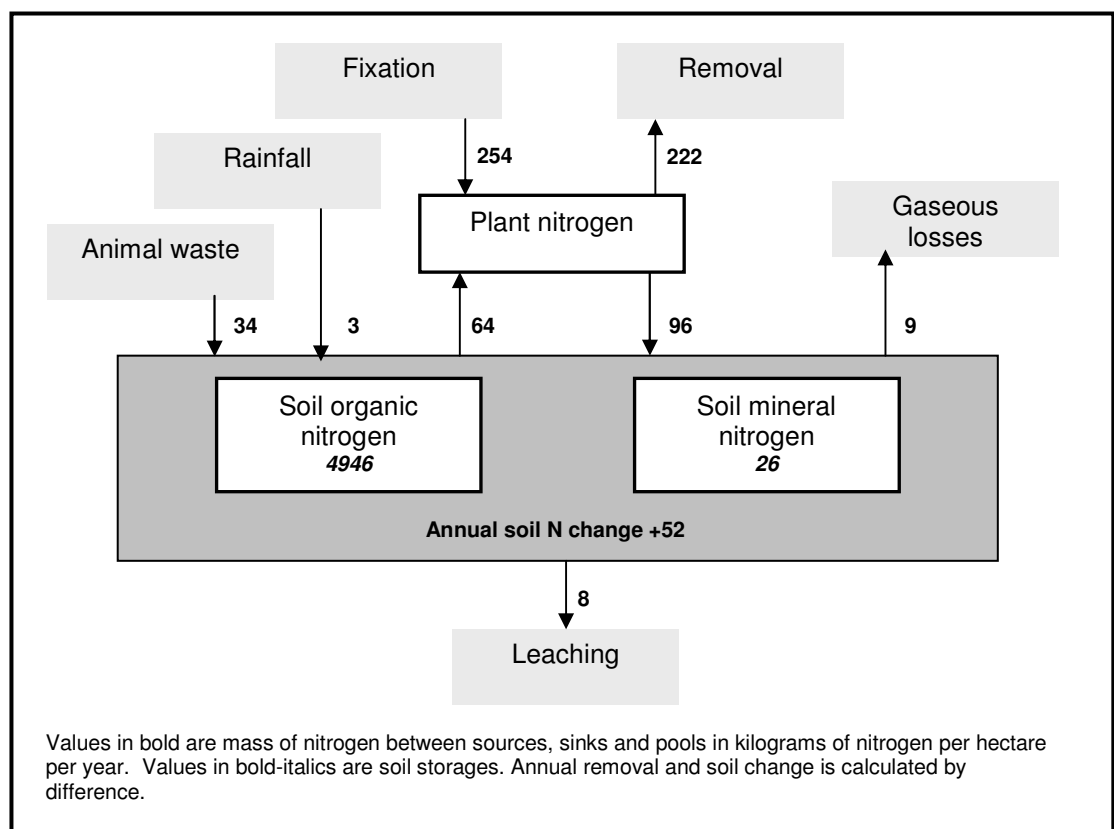 Fixation
Removal
254
222
Rainfall
Plant nitrogen
Gaseous
losses
Animal waste
34
3
64
96
9
Soil organic
nitrogen
4946
Soil mineral
nitrogen
26
Annual soil N change +52
8
Leaching
Values in bold are mass of nitrogen between sources, sinks and pools in kilograms of nitrogen per hectare
per year. Values in bold-italics are soil storages. Annual removal and soil change is calculated by
difference.